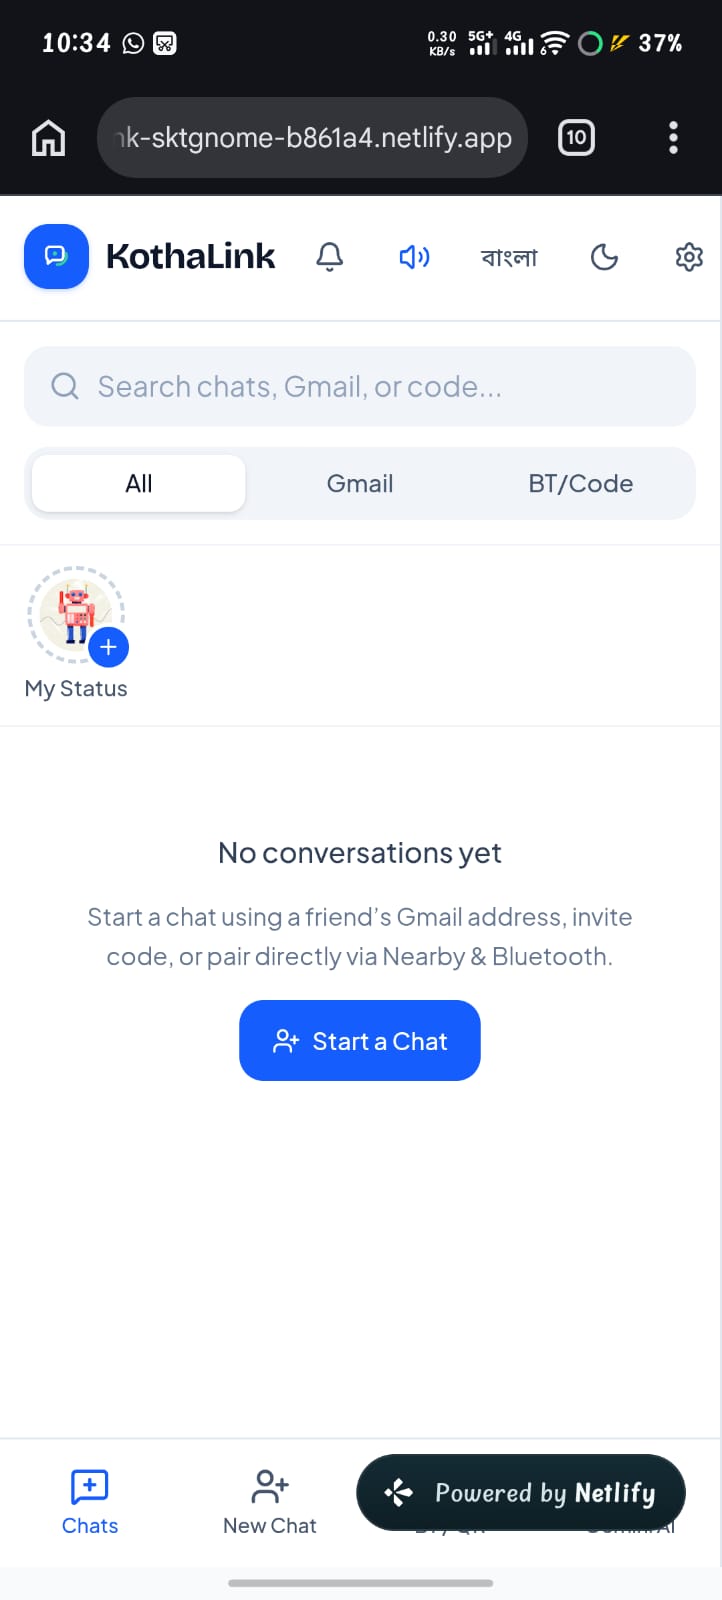 10:34
0.30 KB/s 5G+ 4G 6 37%
nk-sktgnome-b861a4.netlify.app 10
KothaLink বাংলা
Search chats, Gmail, or code...
All Gmail BT/Code
My Status
No conversations yet
Start a chat using a friend’s Gmail address, invite
code, or pair directly via Nearby & Bluetooth.
Start a Chat
Powered by Netlify
Chats New Chat